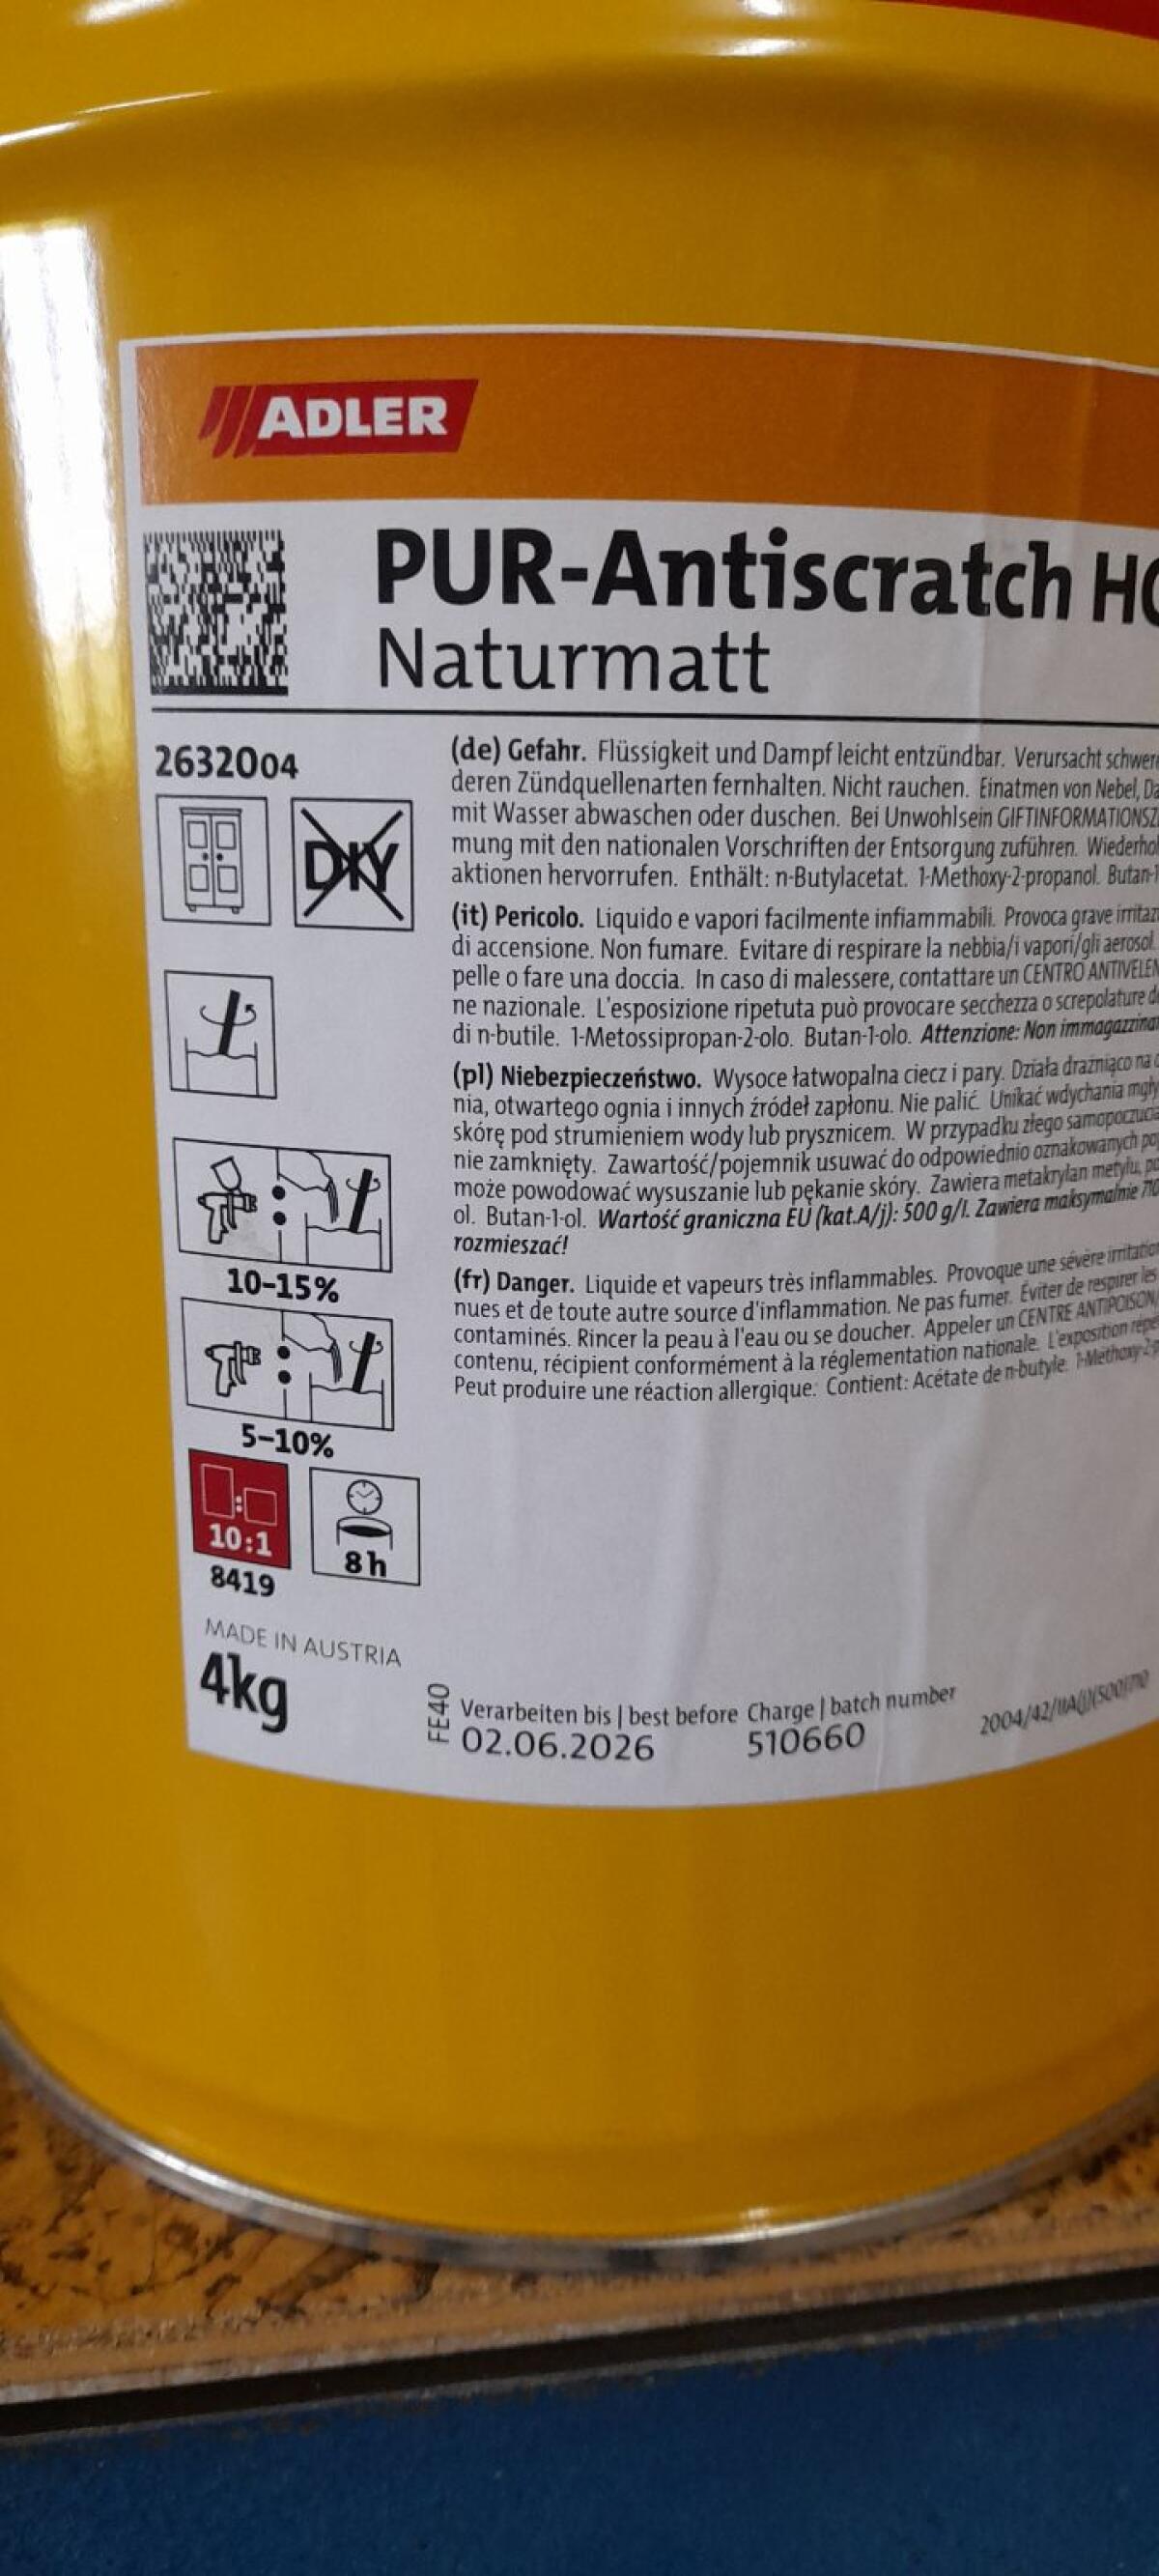 ADLER
PUR-Antiscratch
Naturmatt
2632004
DIY
(de) Gefahr. Flüssigkeit und Dampf leicht entzündbar. Verursacht
deren Zündquellenarten fernhalten. Nicht rauchen. Einatmen von Nebel,
mit Wasser abwaschen oder duschen. Bei Unwohlsein
mung mit den nationalen Vorschriften der Entsorgung zuführen.
aktionen hervorrufen. Enthält: n-Butylacetat. 1-Methoxy-2-propanol.
(it) Pericolo. Liquido e vapori facilmente infiammabili. Provoca grave
di accensione. Non fumare. Evitare di respirare la nebbia/i vapori/gli aerosol.
pelle o fare una doccia. In caso di malessere, contattare un CENTRO
ne nazionale. L'esposizione ripetuta può provocare secchezza o screpolature
di n-butile. 1-Metossipropan-2-olo. Butan-1-olo. Attenzione: Non
(pl) Niebezpieczeństwo. Wysoce łatwopalna ciecz i pary. Działa drażniąco na
nia, otwartego ognia i innych źródeł zapłonu. Nie palić. Unikać wdychania mgły
skórę pod strumieniem wody lub prysznicem. W przypadku złego samopoczucia
nie zamknięty. Zawartość/pojemnik usuwać do odpowiednio oznakowanych
może powodować wysuszanie lub pękanie skóry. Zawiera metakrylan metylu,
ol. Butan-1-ol. Wartość graniczna EU (kat.A/j): 500 g/l. Zawiera maksymalnie
rozmieszać!
(fr) Danger. Liquide et vapeurs très inflammables. Provoque une sévère
nues et de toute autre source d'inflammation. Ne pas fumer. Éviter de respirer les
contaminés. Rincer la peau à l'eau ou se doucher. Appeler un CENTRE
contenu, récipient conformément à la réglementation nationale. L'exposition
Peut produire une réaction allergique. Contient: Acétate de n-butyle.
10–15%
5–10%
10:1
8h
8419
MADE IN AUSTRIA
4kg
FE40
Verarbeiten bis | best before Charge | batch number
02.06.2026 510660